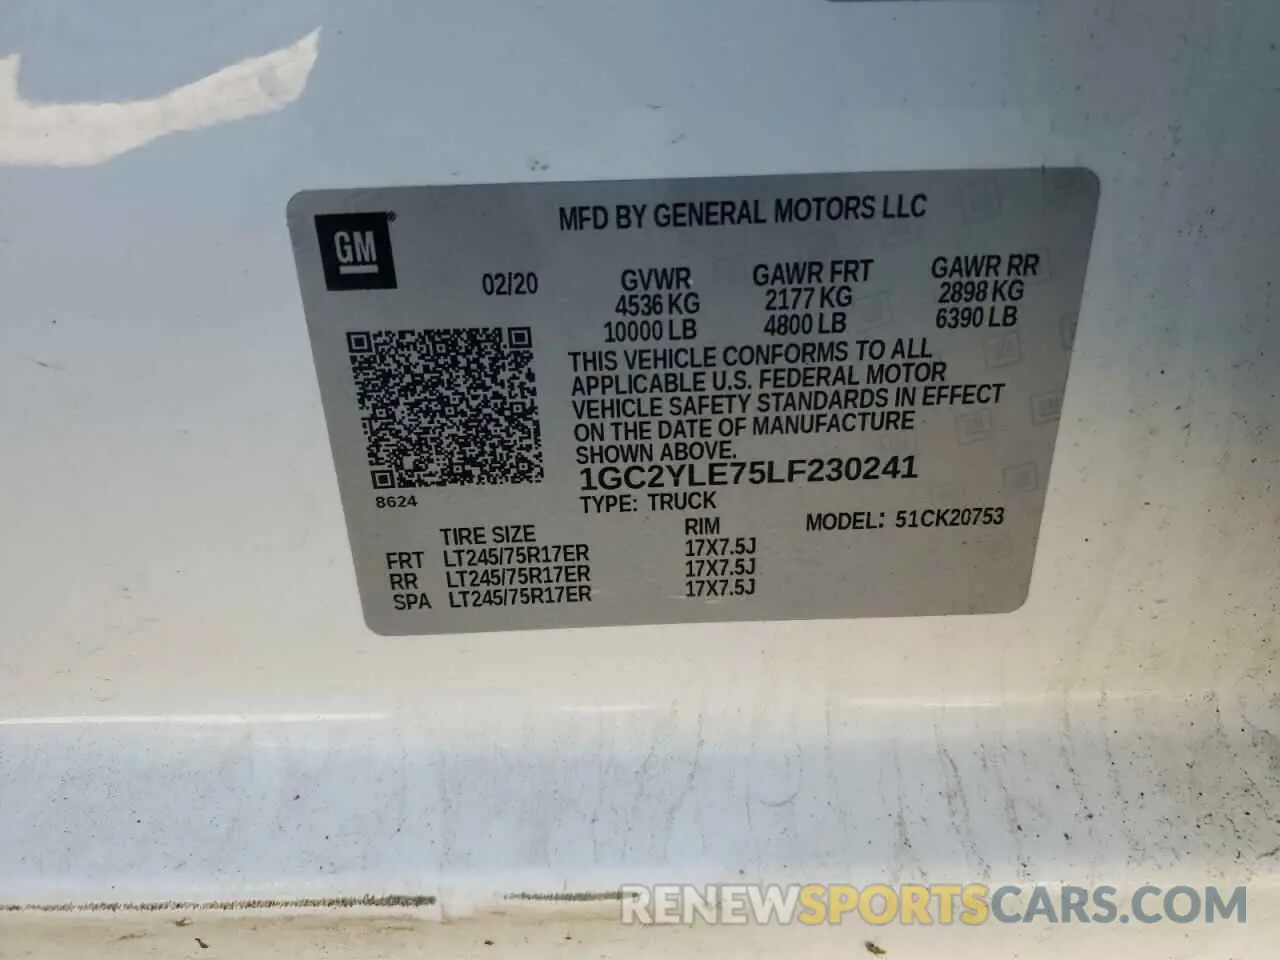 MFD BY GENERAL MOTORS LLC
GM®
02/20
GVWR GAWR FRT GAWR RR
4536 KG 2177 KG 2898 KG
10000 LB 4800 LB 6390 LB
THIS VEHICLE CONFORMS TO ALL
APPLICABLE U.S. FEDERAL MOTOR
VEHICLE SAFETY STANDARDS IN EFFECT
ON THE DATE OF MANUFACTURE
SHOWN ABOVE.
1GC2YLE75LF230241
8624
TYPE: TRUCK
MODEL: 51CK20753
TIRE SIZE RIM
FRT LT245/75R17ER 17X7.5J
RR LT245/75R17ER 17X7.5J
SPA LT245/75R17ER 17X7.5J
RENEWSPORTSCARS.COM